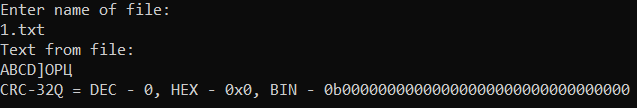 Enter name of file:
1.txt
Text from file:
ABCD]ОРЦ
CRC-32Q = DEC - 0, HEX - 0x0, BIN - 0b00000000000000000000000000000000